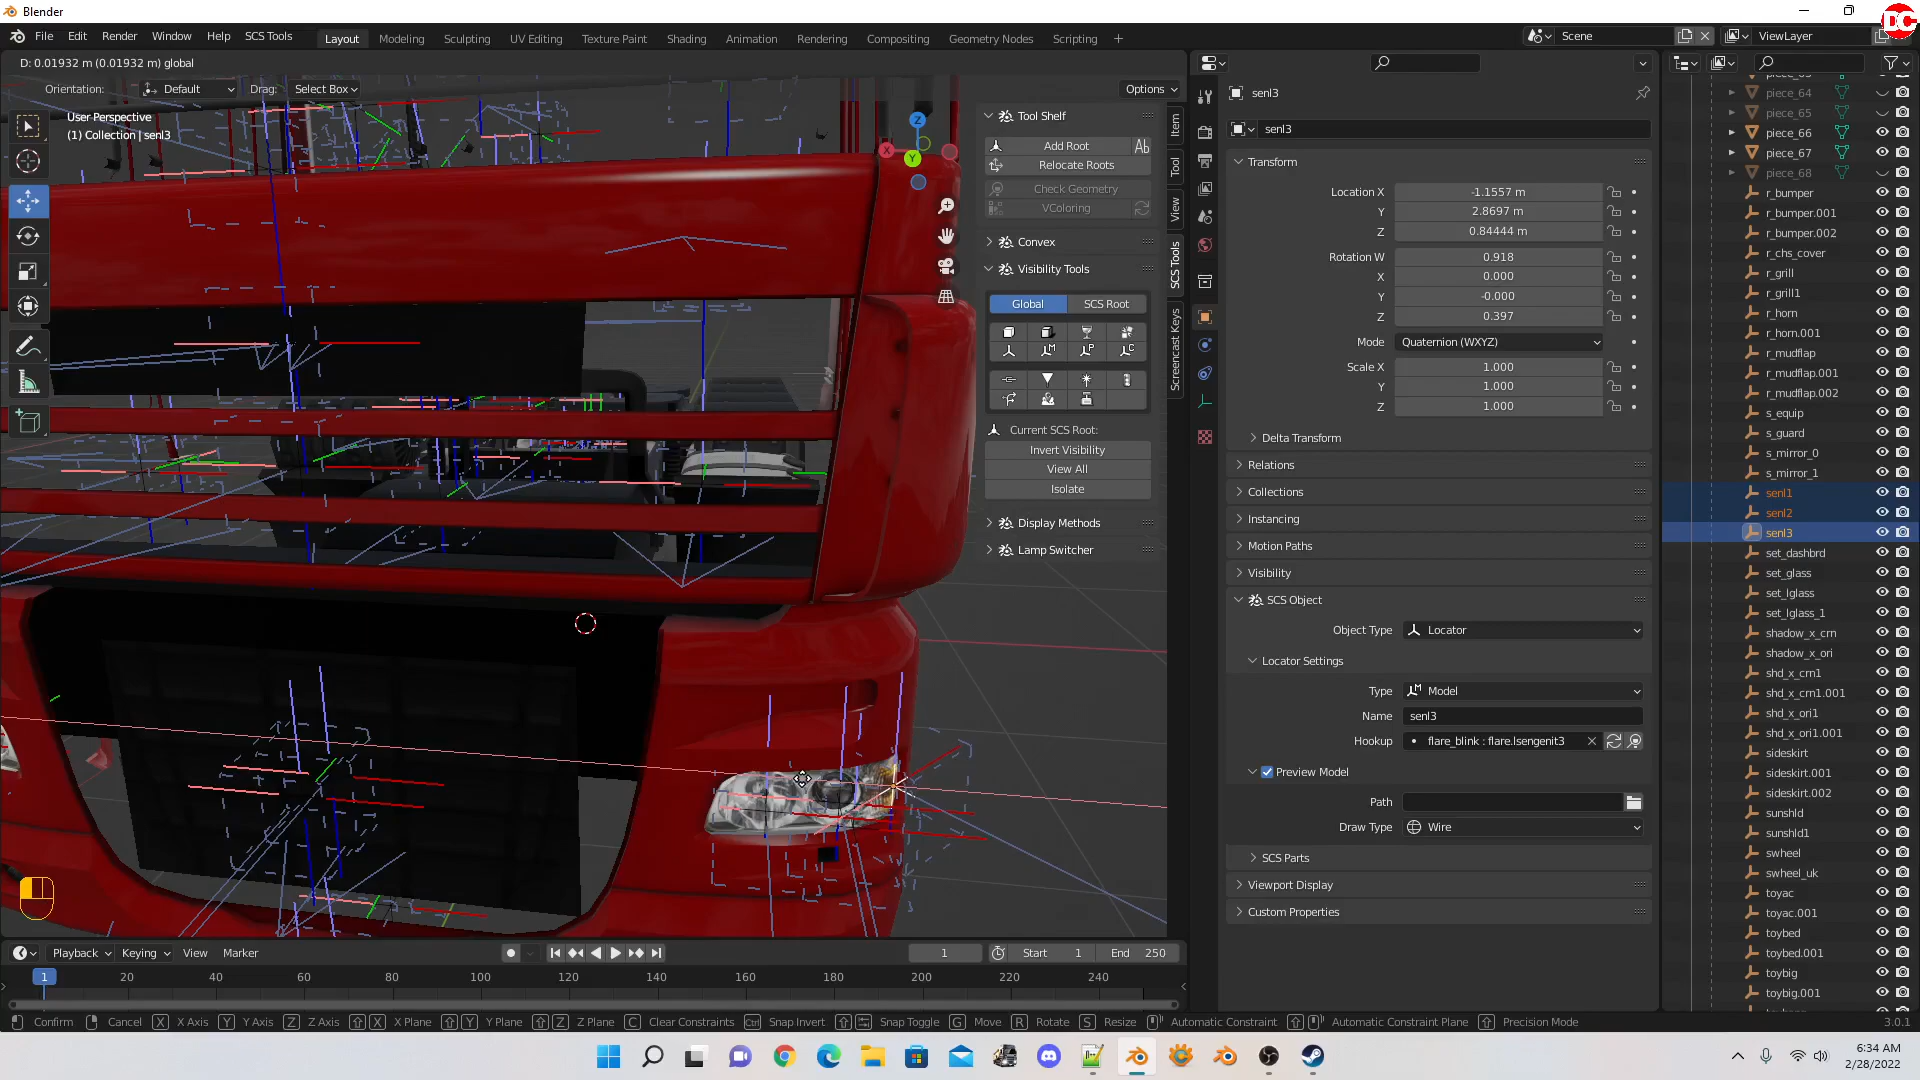 Blender
File Edit Render Window Help SCS Tools
Layout Modeling Sculpting UV Editing Texture Paint Shading Animation Rendering Compositing Geometry Nodes Scripting +
Scene
ViewLayer
DC
D: 0.01932 m (0.01932 m) global
Orientation: Default Drag: Select Box
Options
User Perspective
(1) Collection | senl3
Z
X
Y
Tool Shelf
Add Root
Ab
Relocate Roots
Check Geometry
VColoring
Convex
Visibility Tools
Global SCS Root
Current SCS Root:
Invert Visibility
View All
Isolate
Display Methods
Lamp Switcher
Item
Tool
View
SCS Tools
Screencast Keys
senl3
senl3
Transform
Location X -1.1557 m
Y 2.8697 m
Z 0.84444 m
Rotation W 0.918
X 0.000
Y -0.000
Z 0.397
Mode Quaternion (WXYZ)
Scale X 1.000
Y 1.000
Z 1.000
Delta Transform
Relations
Collections
Instancing
Motion Paths
Visibility
SCS Object
Object Type Locator
Locator Settings
Type Model
Name senl3
Hookup flare_blink : flare.lsengenit3
Preview Model
Path
Draw Type Wire
SCS Parts
Viewport Display
Custom Properties
piece_64
piece_65
piece_66
piece_67
piece_68
r_bumper
r_bumper.001
r_bumper.002
r_chs_cover
r_grill
r_grill1
r_horn
r_horn.001
r_mudflap
r_mudflap.001
r_mudflap.002
s_equip
s_guard
s_mirror_0
s_mirror_1
senl1
senl2
senl3
set_dashbrd
set_glass
set_lglass
set_lglass_1
shadow_x_crn
shadow_x_ori
shd_x_crn1
shd_x_crn1.001
shd_x_ori1
shd_x_ori1.001
sideskirt
sideskirt.001
sideskirt.002
sunshld
sunshld1
swheel
swheel_uk
toyac
toyac.001
toybed
toybed.001
toybig
toybig.001
Playback Keying View Marker
1
Start 1 End 250
1 20 40 60 80 100 120 140 160 180 200 220 240
Confirm Cancel X X Axis Y Y Axis Z Z Axis X X Plane Y Y Plane Z Z Plane C Clear Constraints Ctrl Snap Invert Snap Toggle G Move R Rotate S Resize Automatic Constraint Automatic Constraint Plane Precision Mode
3.0.1
6:34 AM
2/28/2022